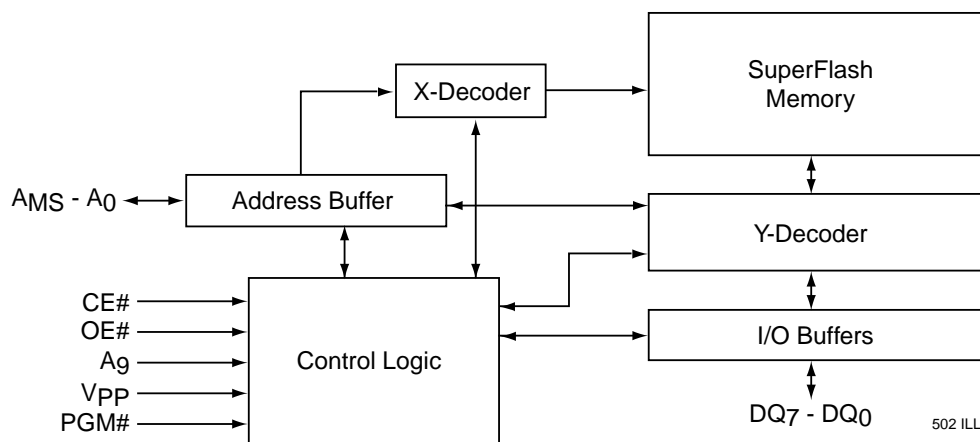 SuperFlash
Memory
X-Decoder
AMS - A0
Address Buffer
Y-Decoder
CE#
OE#
A9
VPP
PGM#
Control Logic
I/O Buffers
DQ7 - DQ0
502 ILL